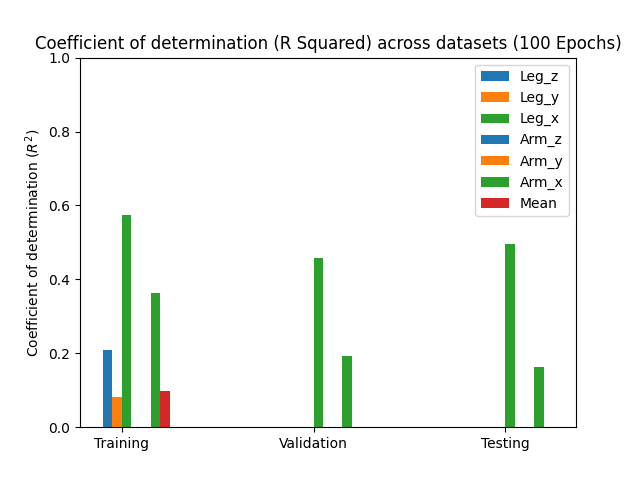 Coefficient of determination (R Squared) across datasets (100 Epochs)
1.0
0.8
0.6
0.4
0.2
0.0
Coefficient of determination (R²)
Leg_z
Leg_y
Leg_x
Arm_z
Arm_y
Arm_x
Mean
Training
Validation
Testing